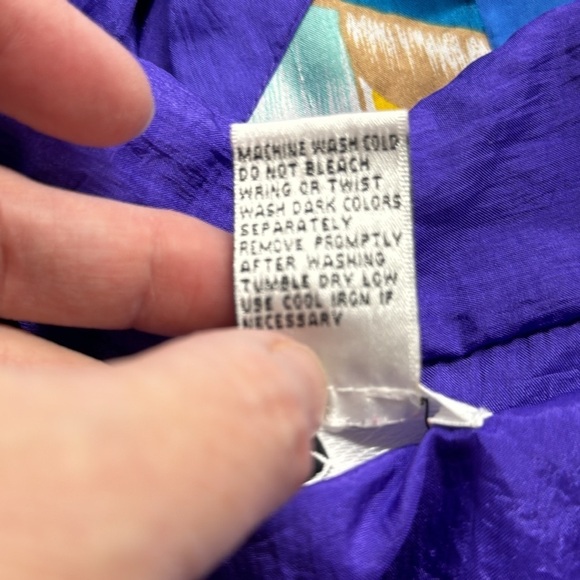 MACHINE WASH COLD
DO NOT BLEACH
WRING OR TWIST
WASH DARK COLORS
SEPARATELY
REMOVE PROMPTLY
AFTER WASHING
TUMBLE DRY LOW
USE COOL IRON IF
NECESSARY